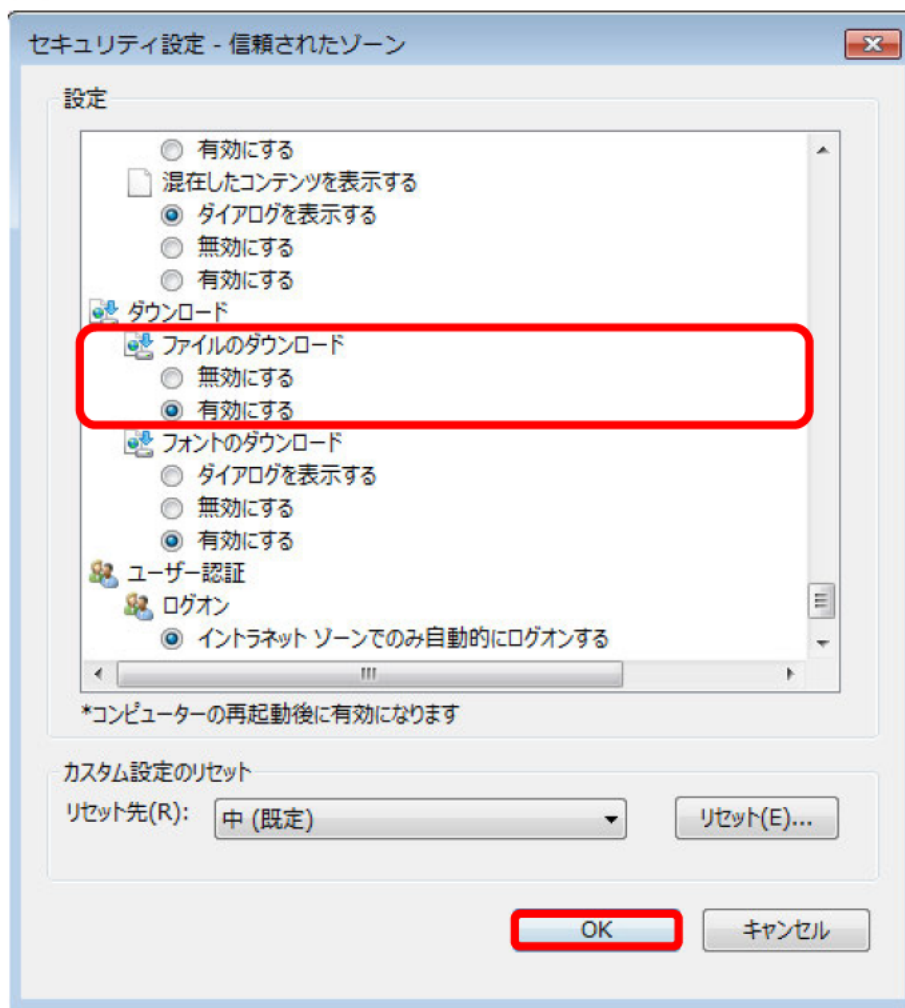 セキュリティ設定 - 信頼されたゾーン
設定
有効にする
混在したコンテンツを表示する
ダイアログを表示する
無効にする
有効にする
ダウンロード
ファイルのダウンロード
無効にする
有効にする
フォントのダウンロード
ダイアログを表示する
無効にする
有効にする
ユーザー認証
ログオン
イントラネット ゾーンでのみ自動的にログオンする
*コンピューターの再起動後に有効になります
カスタム設定のリセット
リセット先(R): 中 (既定) リセット(E)...
OK キャンセル